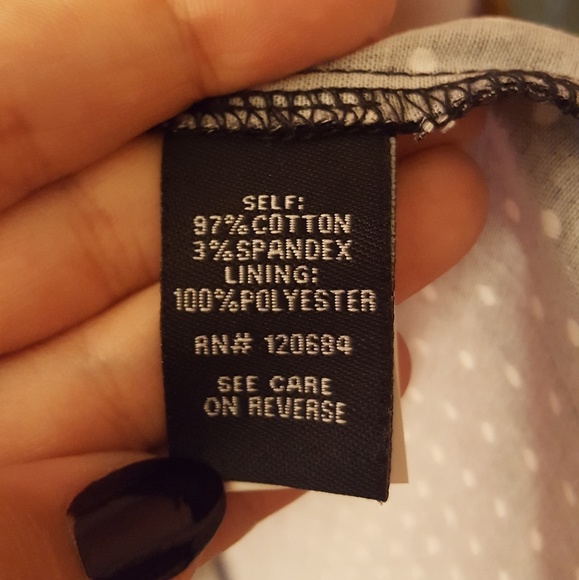 SELF:
97%COTTON
3%SPANDEX
LINING:
100%POLYESTER
RN# 120684
SEE CARE
ON REVERSE